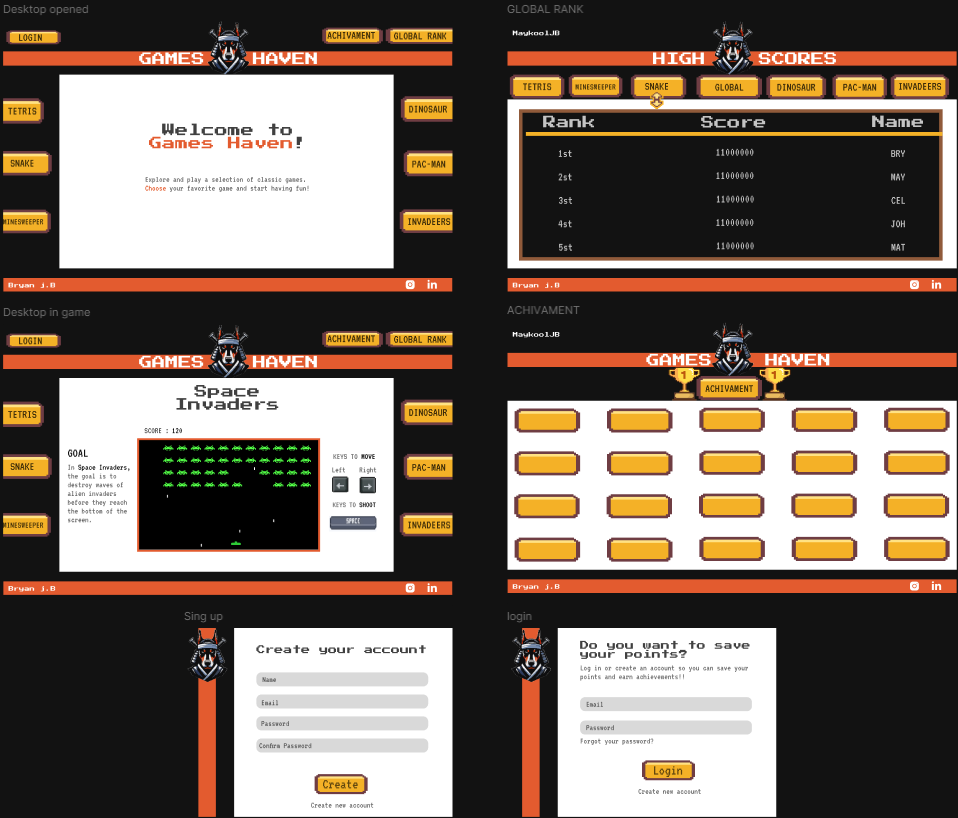 Desktop opened
LOGIN
ACHIVAMENT
GLOBAL RANK
GAMES HAVEN
TETRIS
SNAKE
MINESWEEPER
Welcome to
Games Haven!
Explore and play a selection of classic games.
Choose your favorite game and start having fun!
DINOSAUR
PAC-MAN
INVADEERS
Bryan j.B
in
GLOBAL RANK
MaykoolJB
HIGH SCORES
TETRIS
MINESWEEPER
SNAKE
GLOBAL
DINOSAUR
PAC-MAN
INVADEERS
Rank Score Name
1st 11000000 BRY
2st 11000000 MAY
3st 11000000 CEL
4st 11000000 JOH
5st 11000000 MAT
Bryan j.B
in
Desktop in game
LOGIN
ACHIVAMENT
GLOBAL RANK
GAMES HAVEN
TETRIS
SNAKE
MINESWEEPER
Space
Invaders
SCORE : 120
GOAL
In Space Invaders,
the goal is to
destroy waves of
alien invaders
before they reach
the bottom of the
screen.
KEYS TO MOVE
Left Right
KEYS TO SHOOT
SPACE
DINOSAUR
PAC-MAN
INVADEERS
Bryan j.B
in
ACHIVAMENT
MaykoolJB
GAMES HAVEN
1
ACHIVAMENT
1
Bryan j.B
in
Sing up
Create your account
Name
Email
Password
Confirm Password
Create
Create new account
login
Do you want to save
your points?
Log in or create an account so you can save your
points and earn achievements!!
Email
Password
Forgot your password?
Login
Create new account